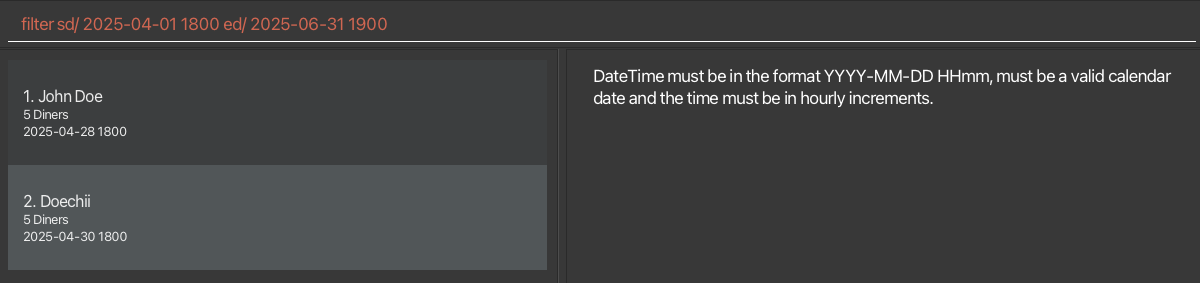 filter sd/ 2025-04-01 1800 ed/ 2025-06-31 1900
1. John Doe
5 Diners
2025-04-28 1800
2. Doechii
5 Diners
2025-04-30 1800
DateTime must be in the format YYYY-MM-DD HHmm, must be a valid calendar
date and the time must be in hourly increments.